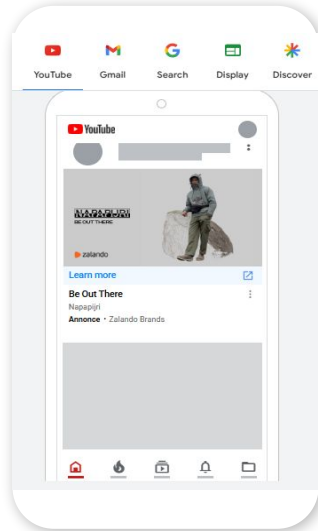 YouTube Gmail Search Display Discover
YouTube
NAPAPIJRI
BE OUT THERE
zalando
Learn more
Be Out There
Napapijri
Annonce • Zalando Brands